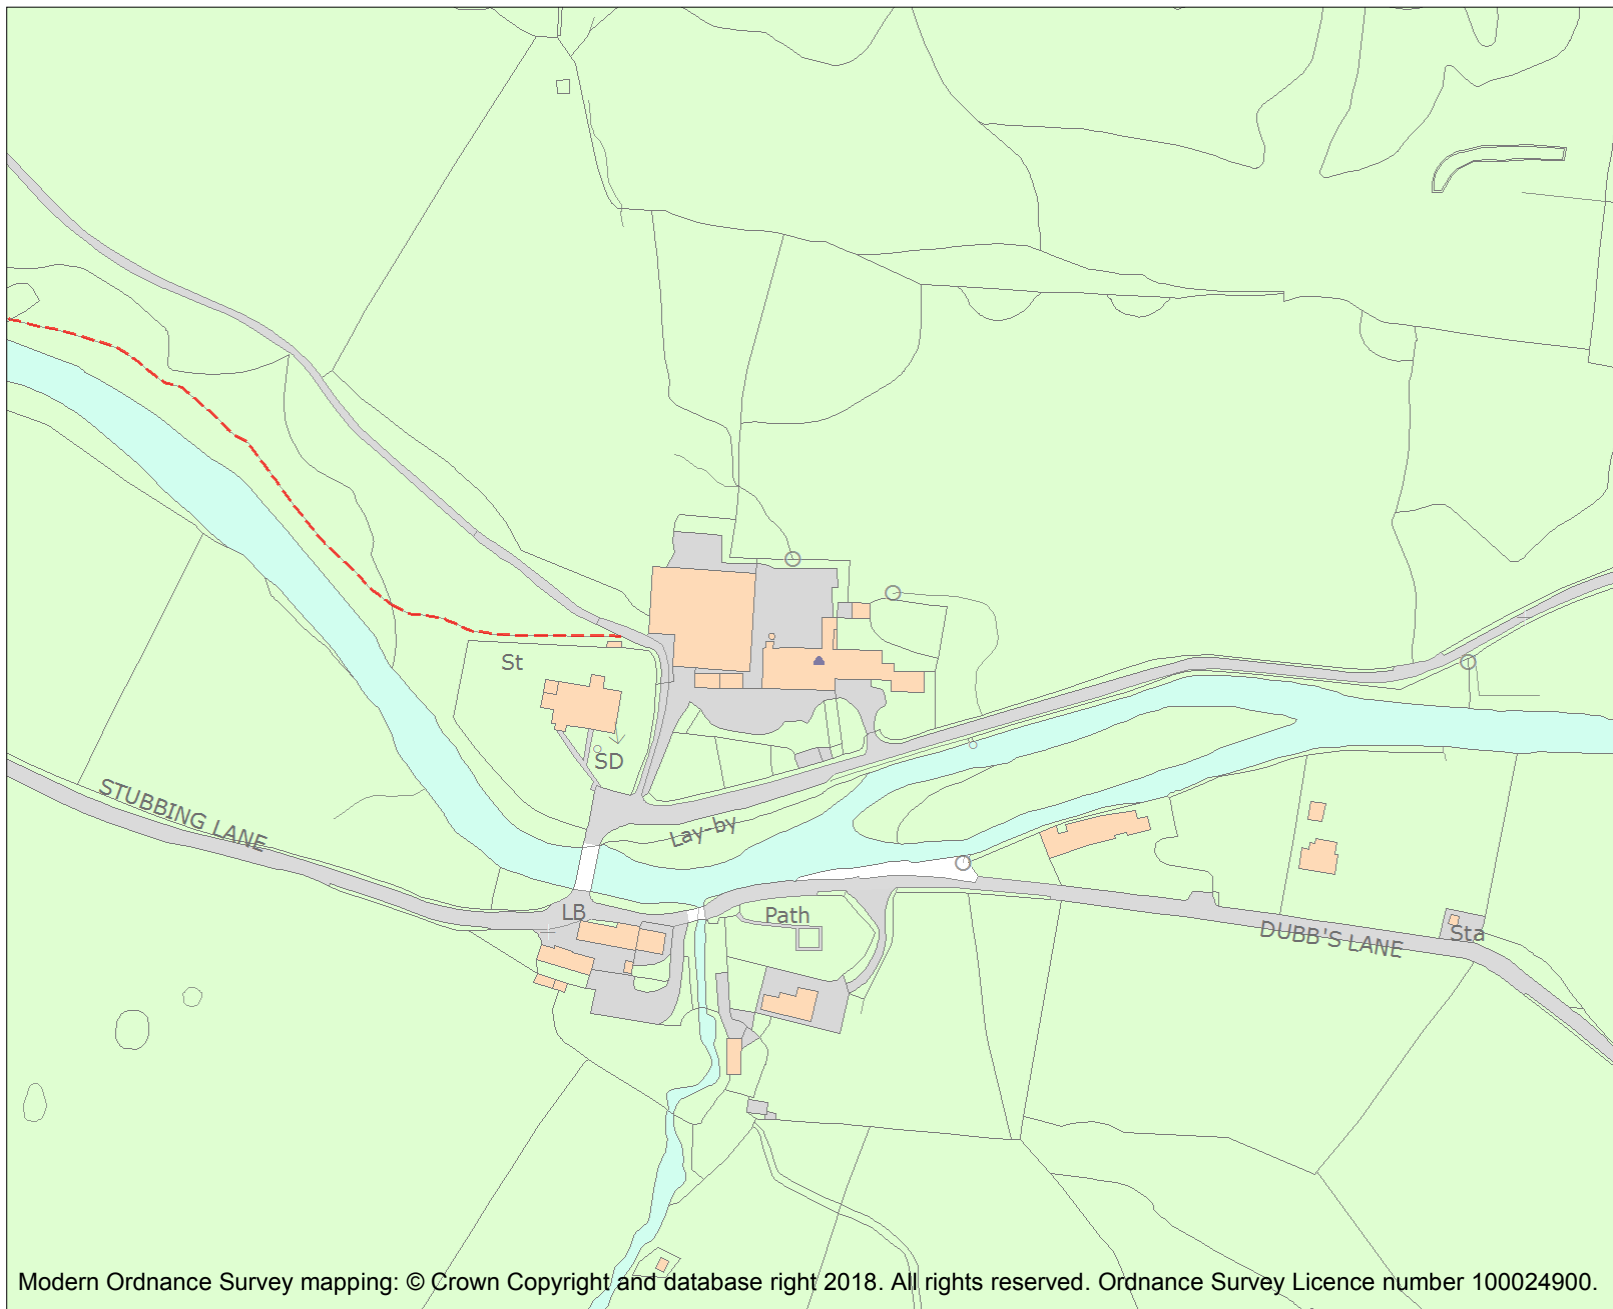 St
SD
STUBBING LANE
Lay-by
LB
Path
DUBB'S LANE
Sta
Modern Ordnance Survey mapping: © Crown Copyright and database right 2018. All rights reserved. Ordnance Survey Licence number 100024900.